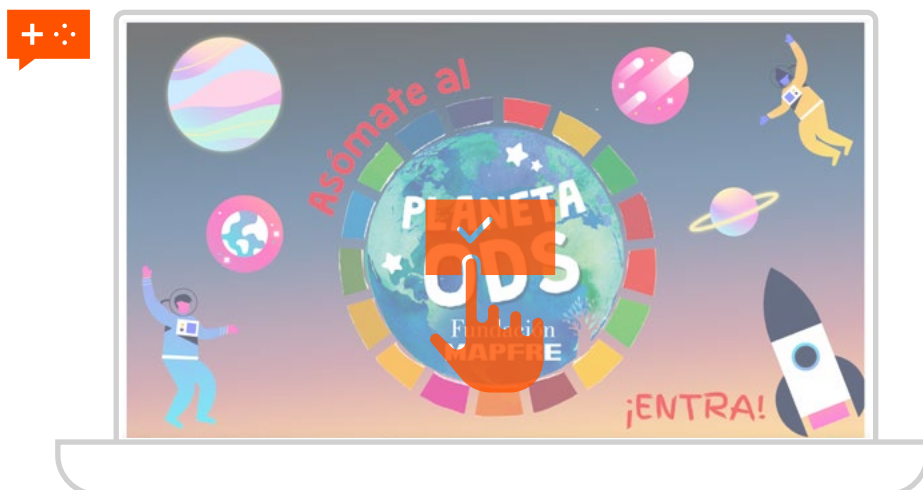 Asómate al
PLANETA
ODS
Fundación
MAPFRE
¡ENTRA!